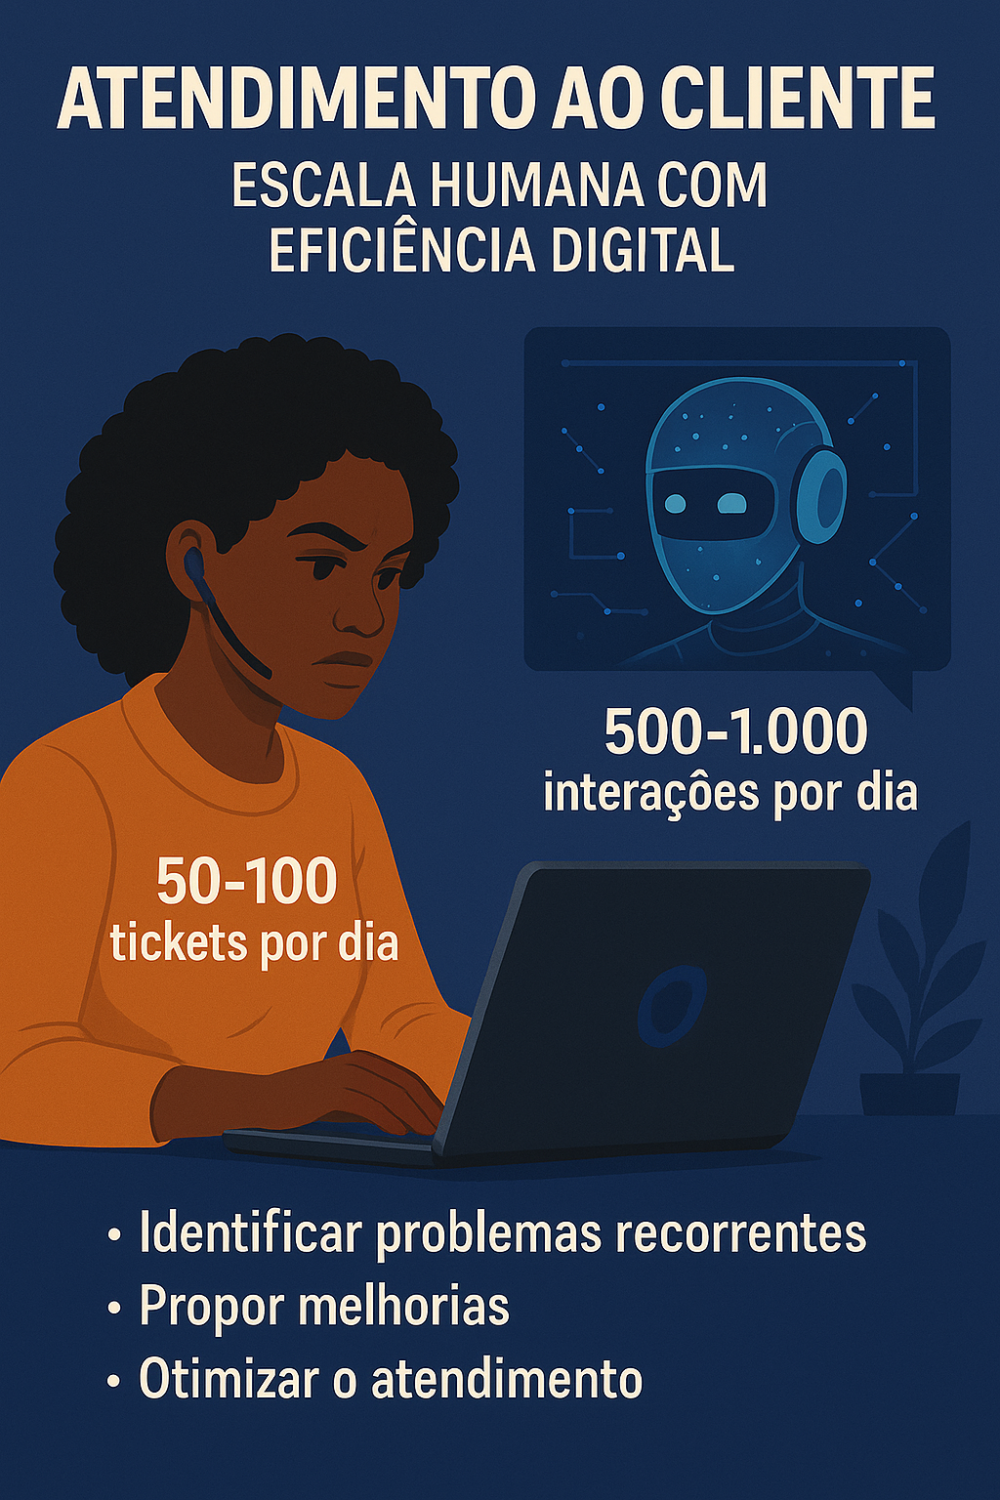 ATENDIMENTO AO CLIENTE
ESCALA HUMANA COM
EFICIÊNCIA DIGITAL
500-1.000
interações por dia
50-100
tickets por dia
• Identificar problemas recorrentes
• Propor melhorias
• Otimizar o atendimento